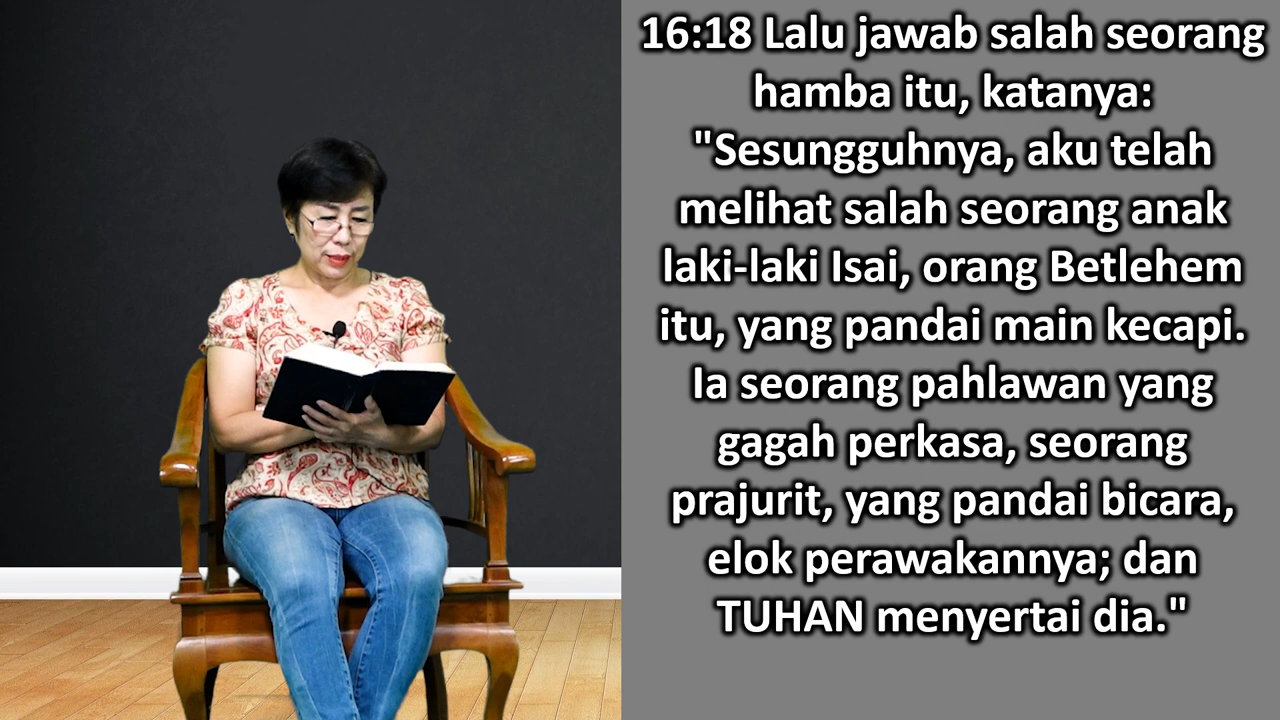 16:18 Lalu jawab salah seorang
hamba itu, katanya:
"Sesungguhnya, aku telah
melihat salah seorang anak
laki-laki Isai, orang Betlehem
itu, yang pandai main kecapi.
Ia seorang pahlawan yang
gagah perkasa, seorang
prajurit, yang pandai bicara,
elok perawakannya; dan
TUHAN menyertai dia."